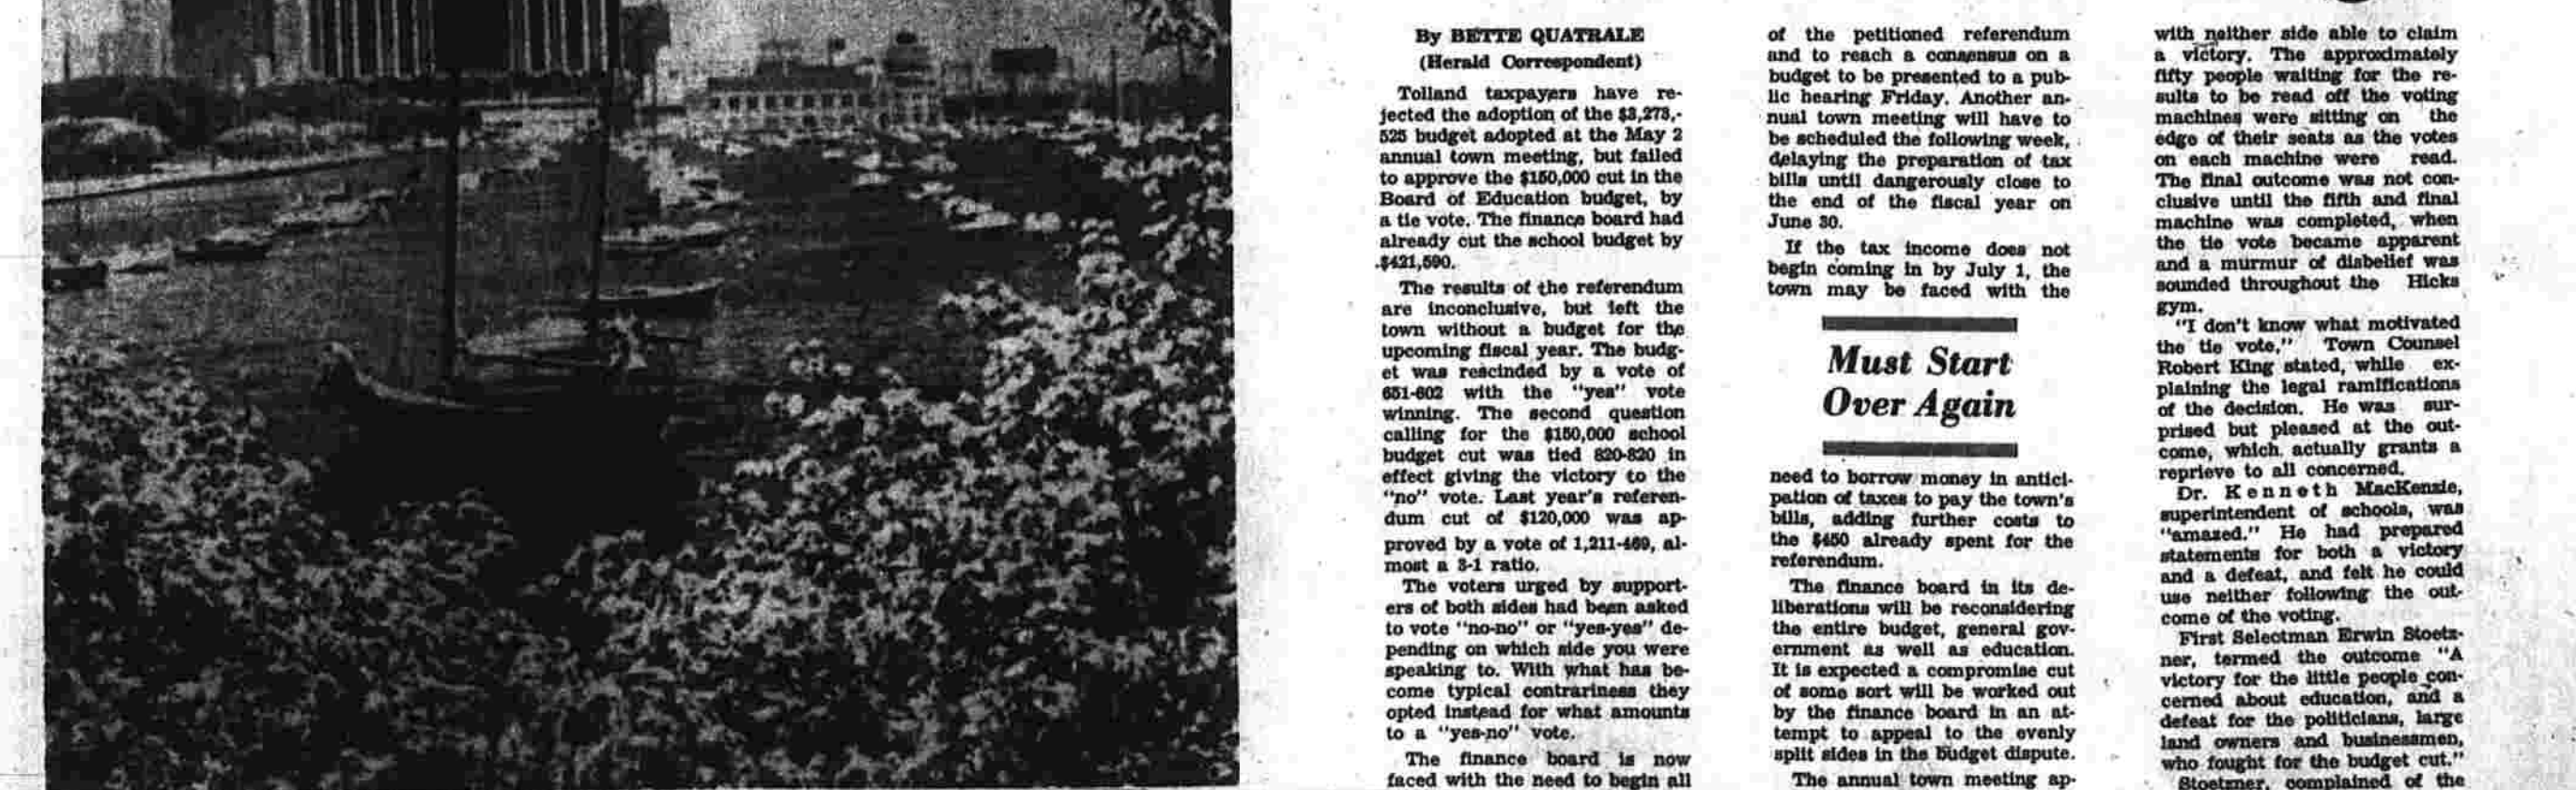 By BETTE QUATRALE
(Herald Correspondent)
Tolland taxpayers have re-
jected the adoption of the $3,273,-
525 budget adopted at the May 2
annual town meeting, but failed
to approve the $150,000 cut in the
Board of Education budget, by
a tie vote. The finance board had
already cut the school budget by
$421,590.
The results of the referendum
are inconclusive, but left the
town without a budget for the
upcoming fiscal year. The budg-
et was rescinded by a vote of
651-602 with the "yes" vote
winning. The second question
calling for the $150,000 school
budget cut was tied 820-820 in
effect giving the victory to the
"no" vote. Last year's referen-
dum cut of $120,000 was ap-
proved by a vote of 1,211-469, al-
most a 3-1 ratio.
The voters urged by support-
ers of both sides had been asked
to vote "no-no" or "yes-yes" de-
pending on which side you were
speaking to. With what has be-
come typical contrariness they
opted instead for what amounts
to a "yes-no" vote.
The finance board is now
faced with the need to begin all
of the petitioned referendum
and to reach a consensus on a
budget to be presented to a pub-
lic hearing Friday. Another an-
nual town meeting will have to
be scheduled the following week,
delaying the preparation of tax
bills until dangerously close to
the end of the fiscal year on
June 30.
If the tax income does not
begin coming in by July 1, the
town may be faced with the
Must Start
Over Again
need to borrow money in antici-
pation of taxes to pay the town's
bills, adding further costs to
the $450 already spent for the
referendum.
The finance board in its de-
liberations will be reconsidering
the entire budget, general gov-
ernment as well as education.
It is expected a compromise cut
of some sort will be worked out
by the finance board in an at-
tempt to appeal to the evenly
split sides in the budget dispute.
The annual town meeting ap-
with neither side able to claim
a victory. The approximately
fifty people waiting for the re-
sults to be read off the voting
machines were sitting on the
edge of their seats as the votes
on each machine were read.
The final outcome was not con-
clusive until the fifth and final
machine was completed, when
the tie vote became apparent
and a murmur of disbelief was
sounded throughout the Hicks
gym.
"I don't know what motivated
the tie vote," Town Counsel
Robert King stated, while ex-
plaining the legal ramifications
of the decision. He was sur-
prised but pleased at the out-
come, which actually grants a
reprieve to all concerned.
Dr. Kenneth MacKenzie,
superintendent of schools, was
"amazed." He had prepared
statements for both a victory
and a defeat, and felt he could
use neither following the out-
come of the voting.
First Selectman Erwin Stoetz-
ner, termed the outcome "A
victory for the little people con-
cerned about education, and a
defeat for the politicians, large
land owners and businessmen,
who fought for the budget cut."
Stoetzner, complained of the